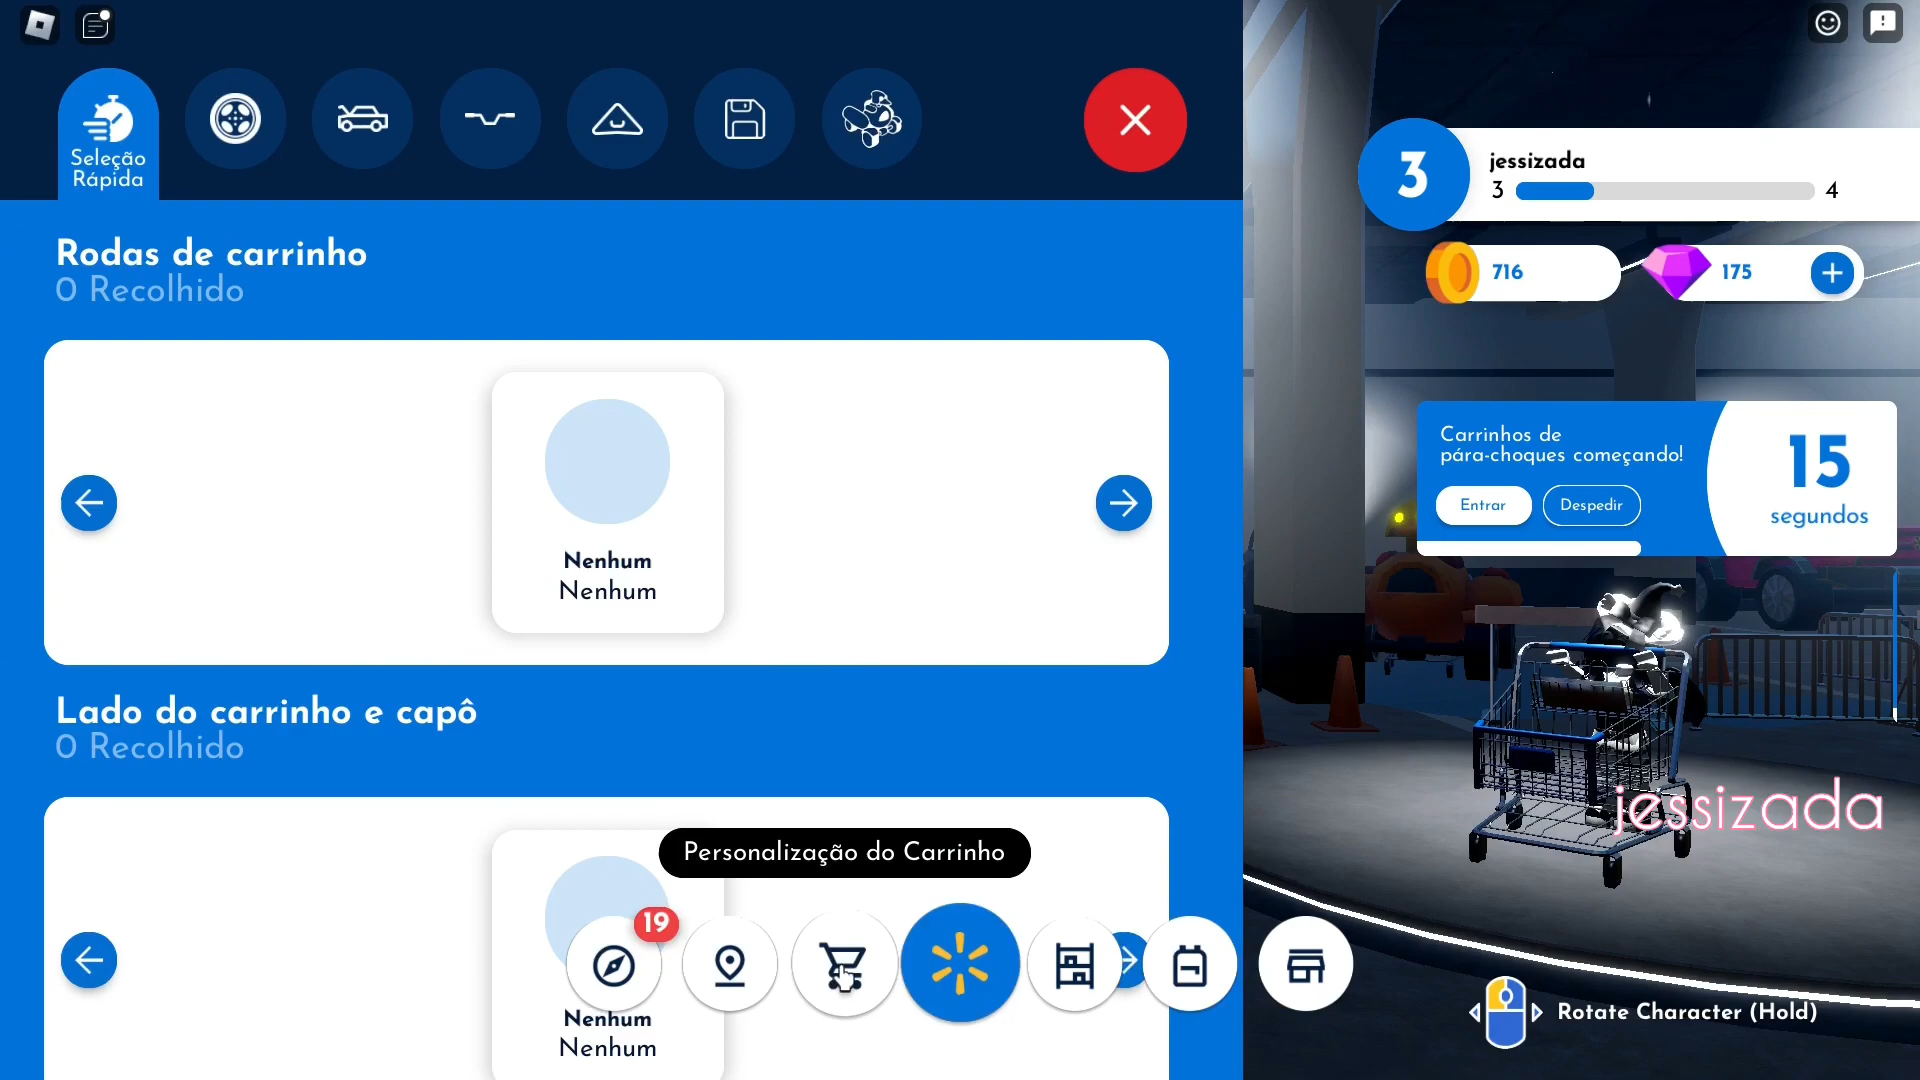 Seleção
Rápida
Rodas de carrinho
0 Recolhido
Nenhum
Nenhum
Lado do carrinho e capô
0 Recolhido
Personalização do Carrinho
19
Nenhum
Nenhum
3
jessizada
3
4
716
175
Carrinhos de
pára-choques começando!
Entrar
Despedir
15
segundos
jessizada
Rotate Character (Hold)